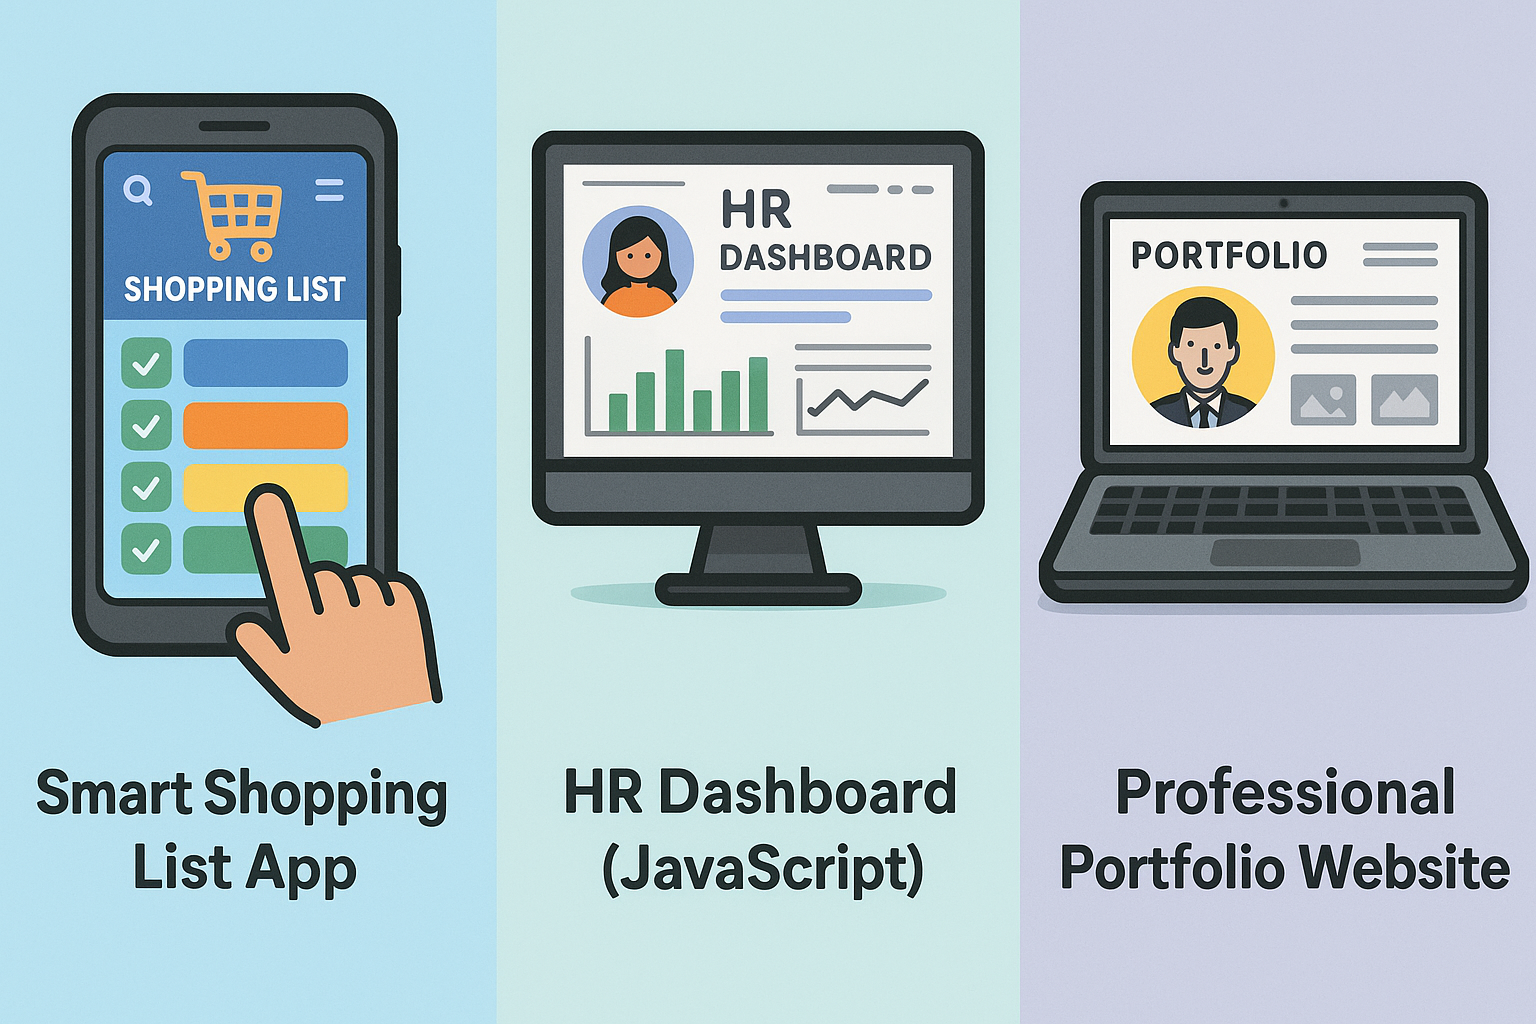 SHOPPING LIST
Smart Shopping
List App
HR
DASHBOARD
HR Dashboard
(JavaScript)
PORTFOLIO
Professional
Portfolio Website